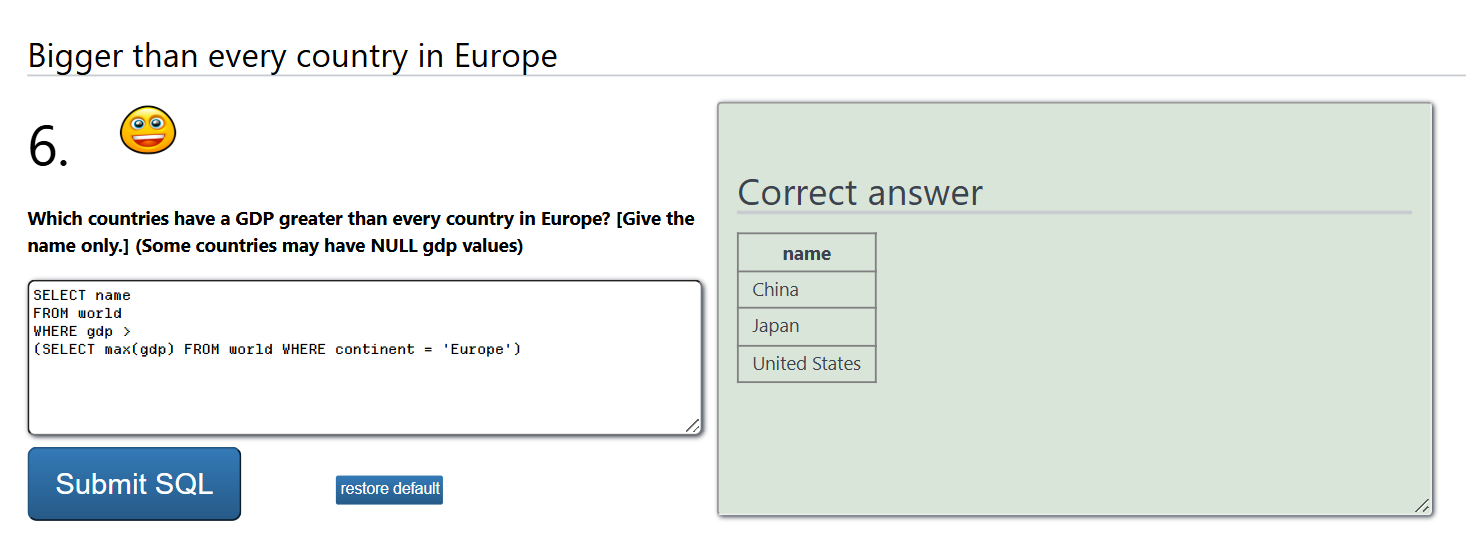 Bigger than every country in Europe
6.
Which countries have a GDP greater than every country in Europe? [Give the
name only.] (Some countries may have NULL gdp values)
SELECT name
FROM world
WHERE gdp >
(SELECT max(gdp) FROM world WHERE continent = 'Europe')
Submit SQL
restore default
Correct answer
name
China
Japan
United States